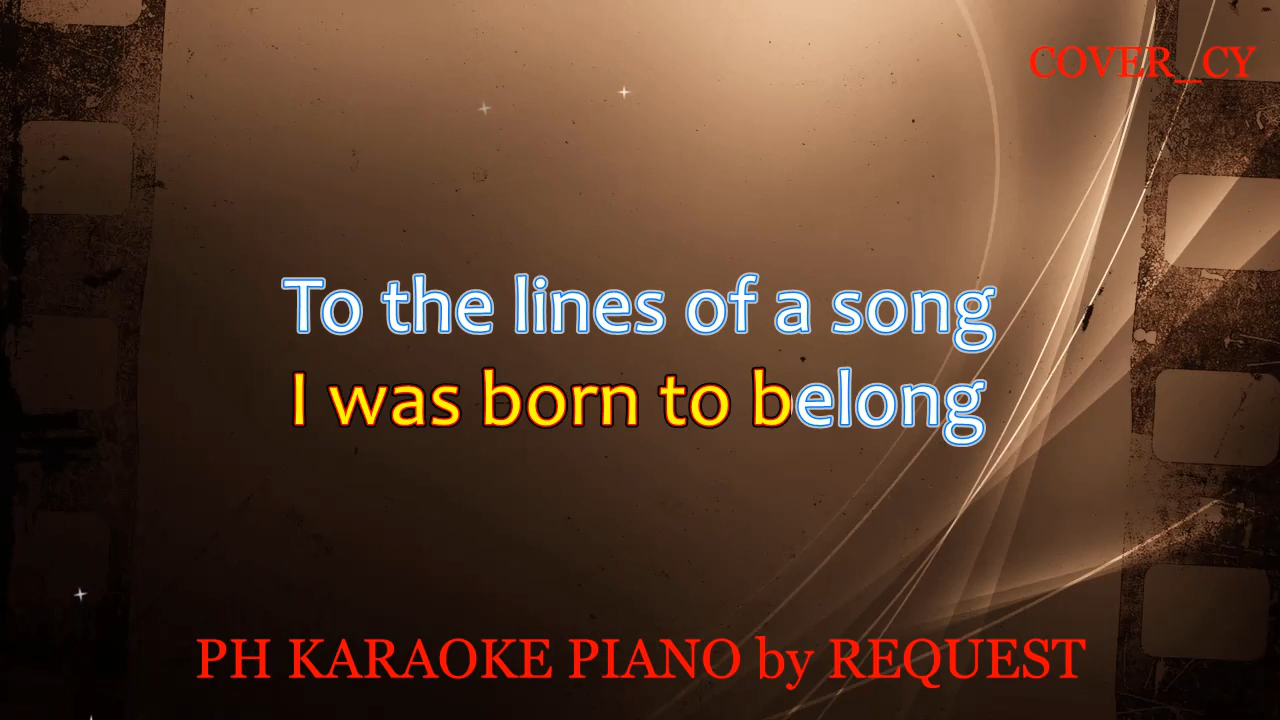 COVER_CY
To the lines of a song
I was born to belong
PH KARAOKE PIANO by REQUEST